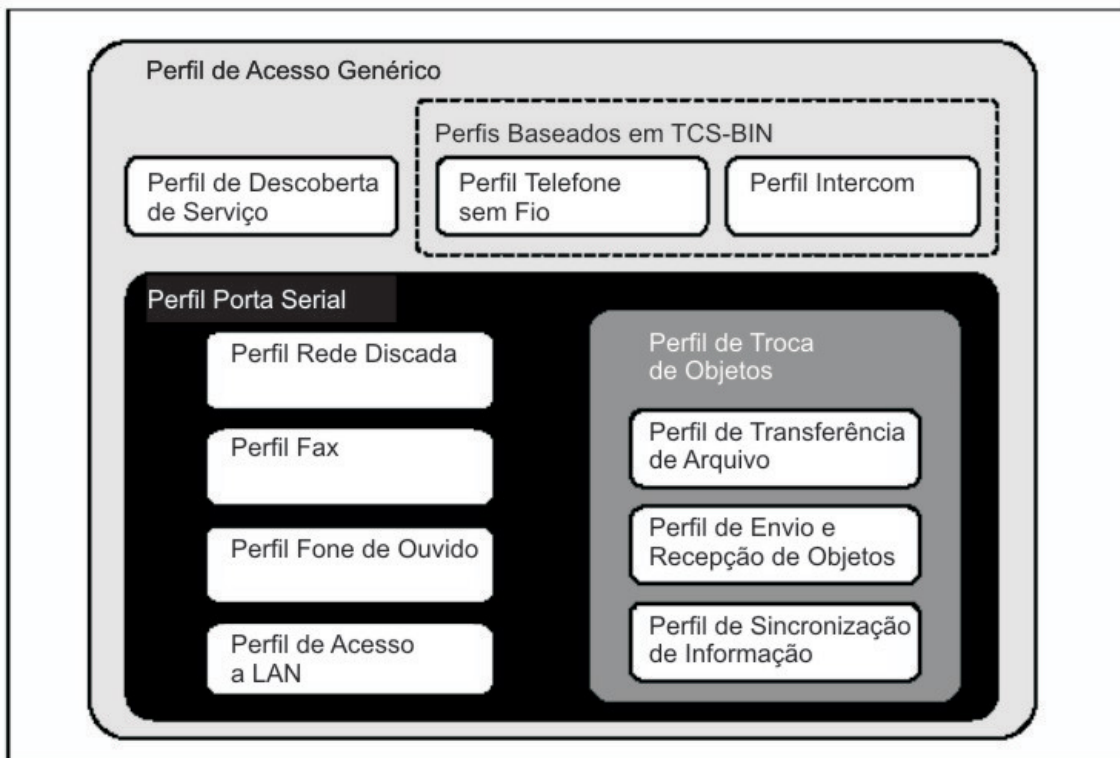 Perfil de Acesso Genérico
Perfis Baseados em TCS-BIN
Perfil de Descoberta
de Serviço
Perfil Telefone
sem Fio
Perfil Intercom
Perfil Porta Serial
Perfil Rede Discada
Perfil Fax
Perfil Fone de Ouvido
Perfil de Acesso
a LAN
Perfil de Troca
de Objetos
Perfil de Transferência
de Arquivo
Perfil de Envio e
Recepção de Objetos
Perfil de Sincronização
de Informação